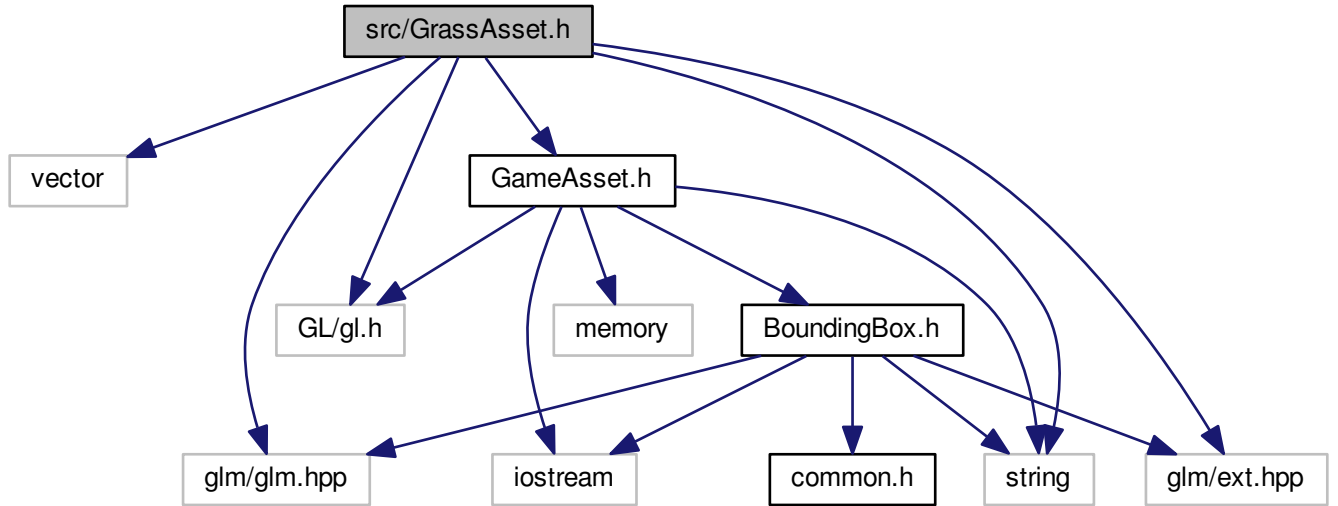 src/GrassAsset.h
vector
GameAsset.h
GL/gl.h
memory
BoundingBox.h
glm/glm.hpp
iostream
common.h
string
glm/ext.hpp